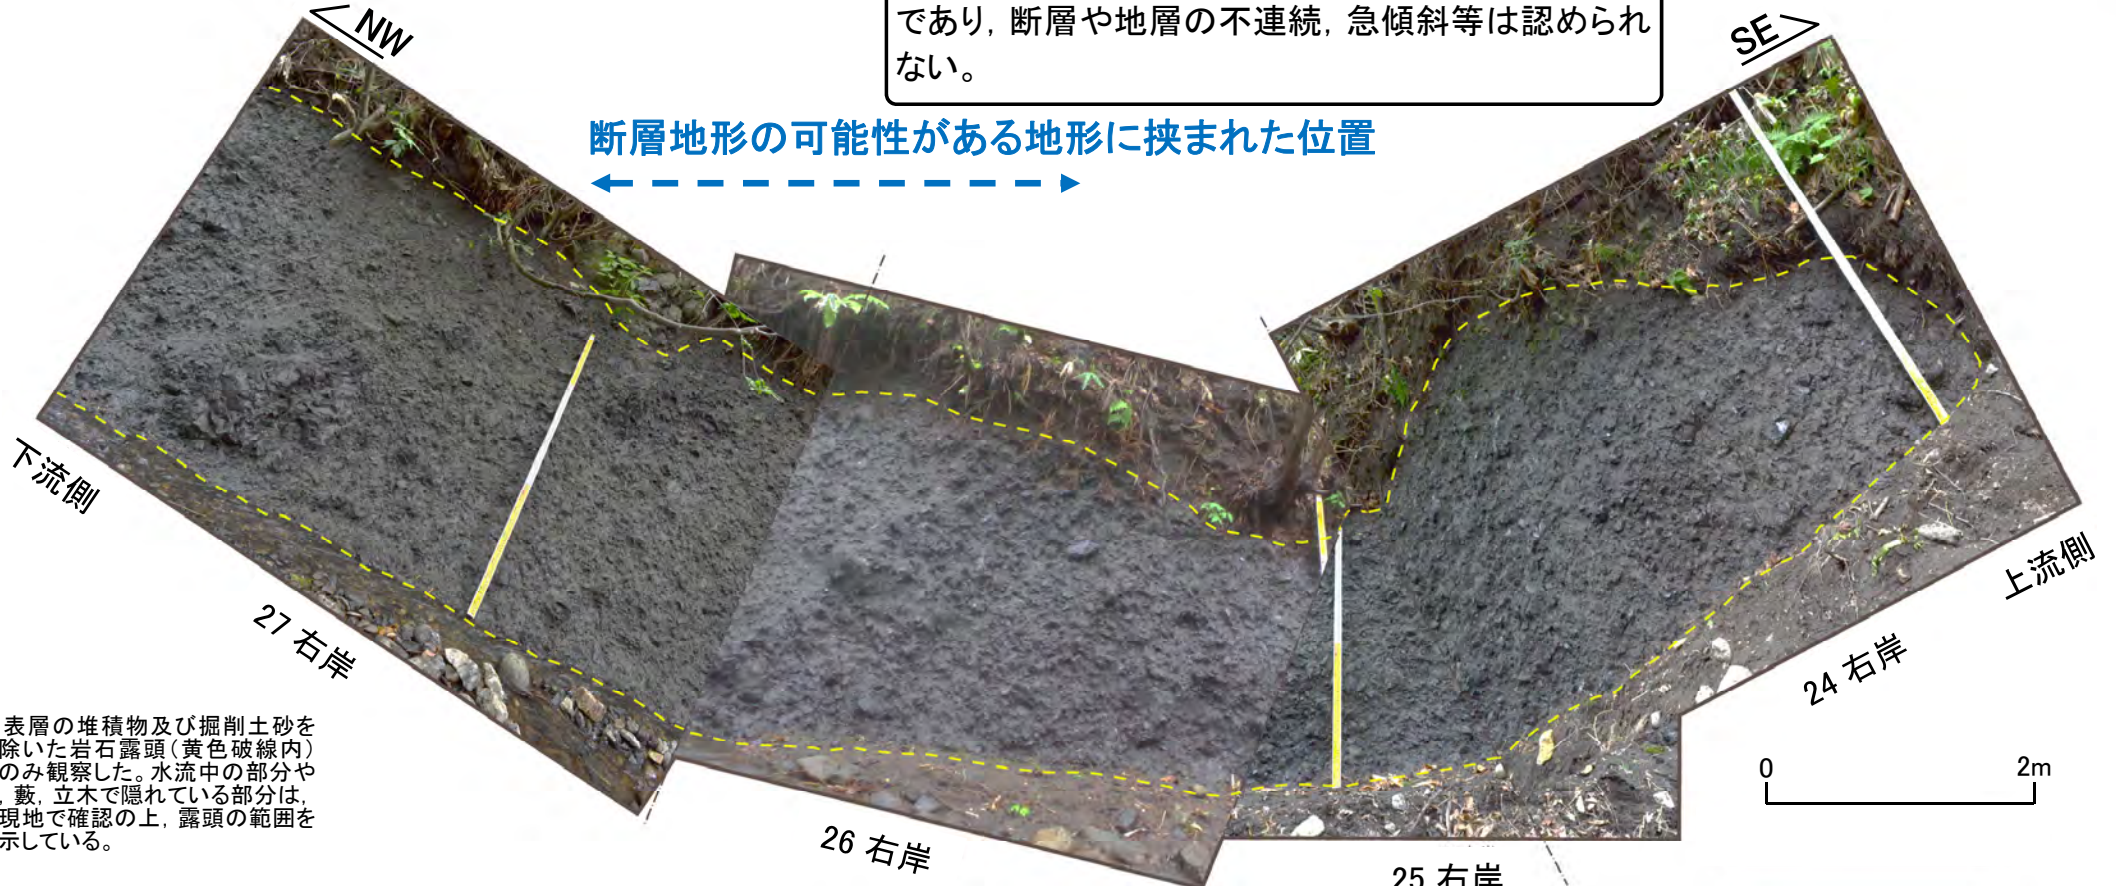 であり，断層や地層の不連続，急傾斜等は認められ
ない。
NW
SE
断層地形の可能性がある地形に挟まれた位置
下流側
上流側
27 右岸
24 右岸
26 右岸
25 右岸
0 2m
表層の堆積物及び掘削土砂を
除いた岩石露頭（黄色破線内）
のみ観察した。水流中の部分や
，藪，立木で隠れている部分は，
現地で確認の上，露頭の範囲を
示している。